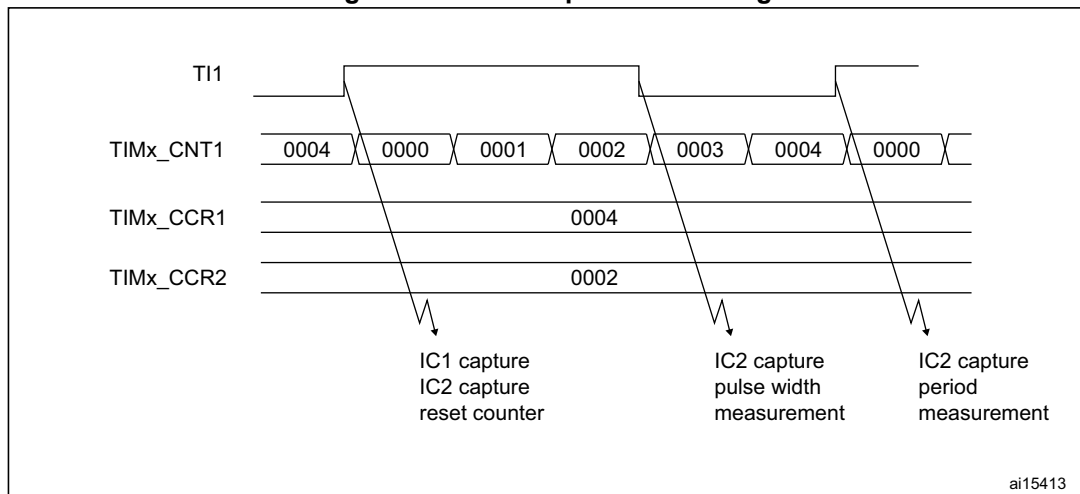 TI1
TIMx_CNT1 0004 0000 0001 0002 0003 0004 0000
TIMx_CCR1 0004
TIMx_CCR2 0002
IC1 capture
IC2 capture
reset counter
IC2 capture
pulse width
measurement
IC2 capture
period
measurement
ai15413